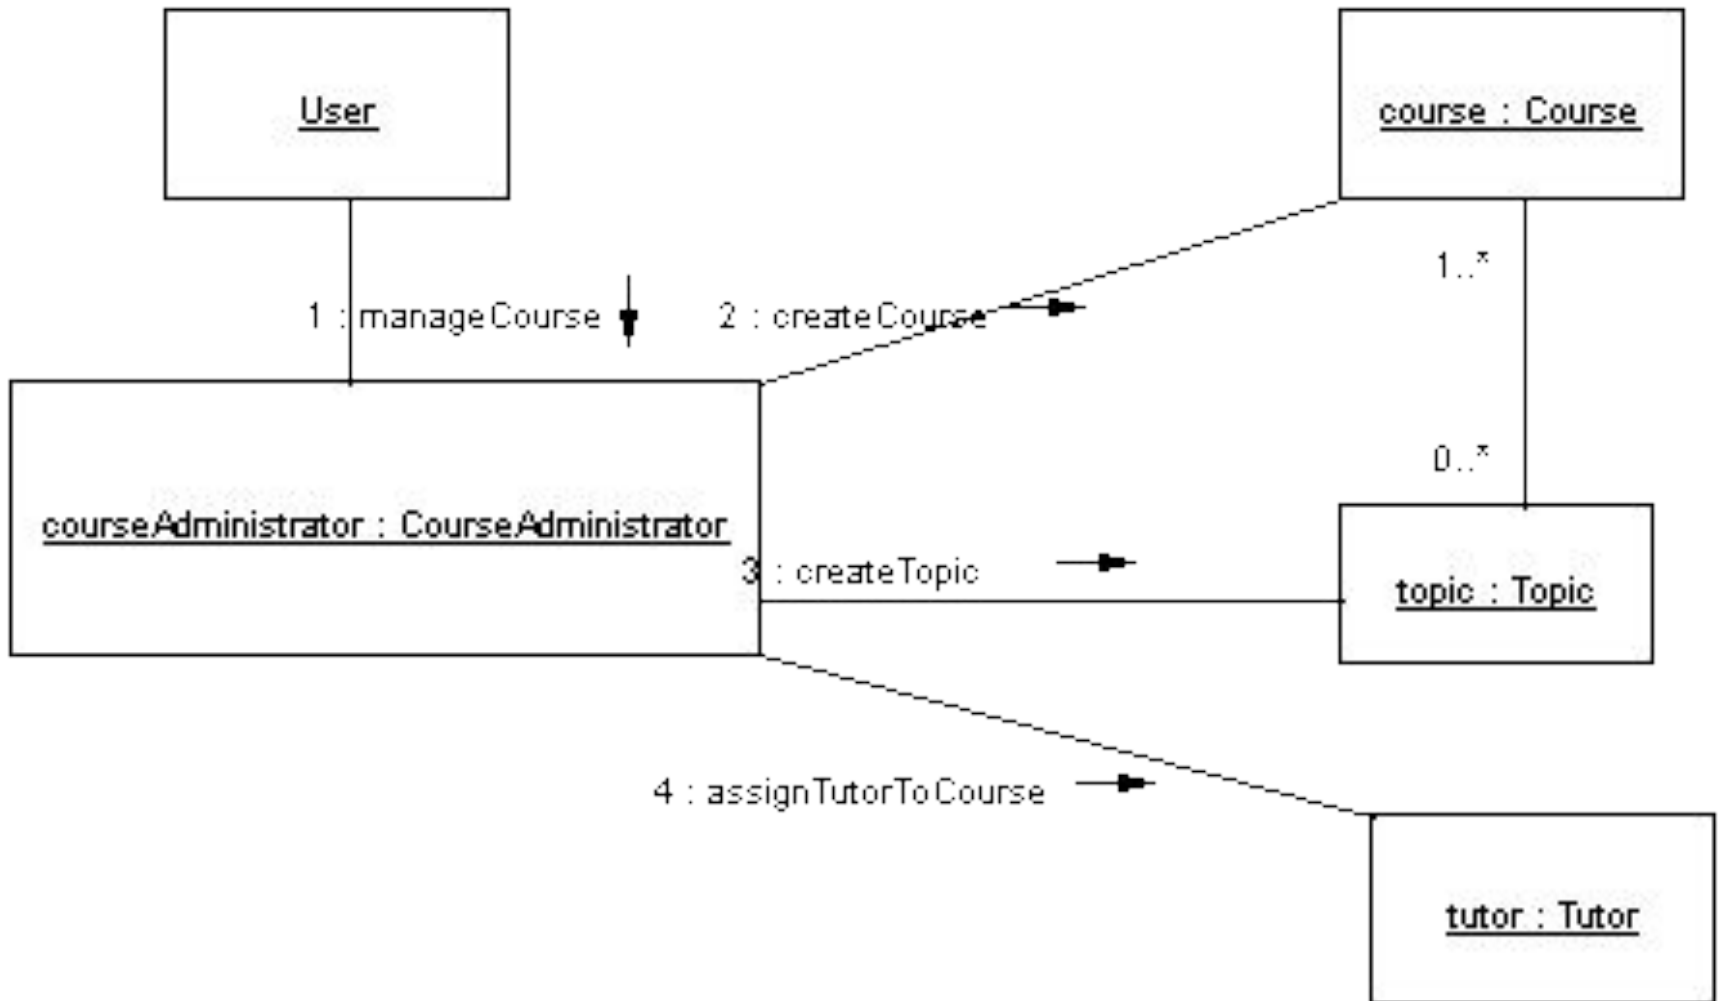 User
course : Course
1..*
1 : manageCourse
2 : createCourse
0..*
courseAdministrator : CourseAdministrator
3 : createTopic
topic : Topic
4 : assignTutorToCourse
tutor : Tutor